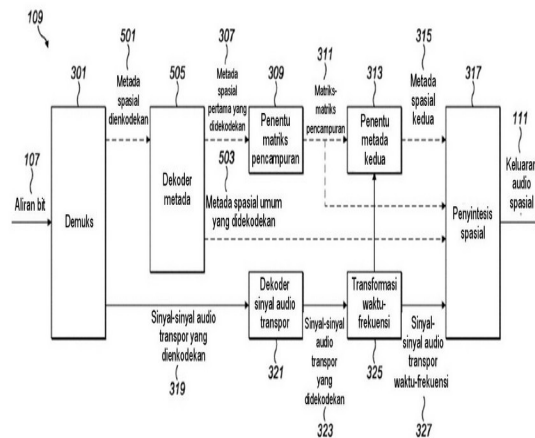 109
501
Metada
spasial
dienkodekan
307
Metada
spasial
pertama yang
didekodekan
311
Matriks-
matriks
pencampuran
315
Metada
spasial
kedua
301
505
309
313
317
Penentu
matriks
pencampuran
Penentu
metada
kedua
111
Keluaran
audio
spasial
107
Aliran bit
Demuks
Dekoder
metada
503
Metada spasial umum
yang didekodekan
Penyintesis
spasial
Dekoder
sinyal audio
transpor
Transformasi
waktu-
frekuensi
Sinyal-sinyal audio
transpor yang
dienkodekan
319
321
Sinyal-sinyal
audio
transpor
yang
didekodekan
323
325
Sinyal-
sinyal
audio
transpor
waktu-frekuensi
327